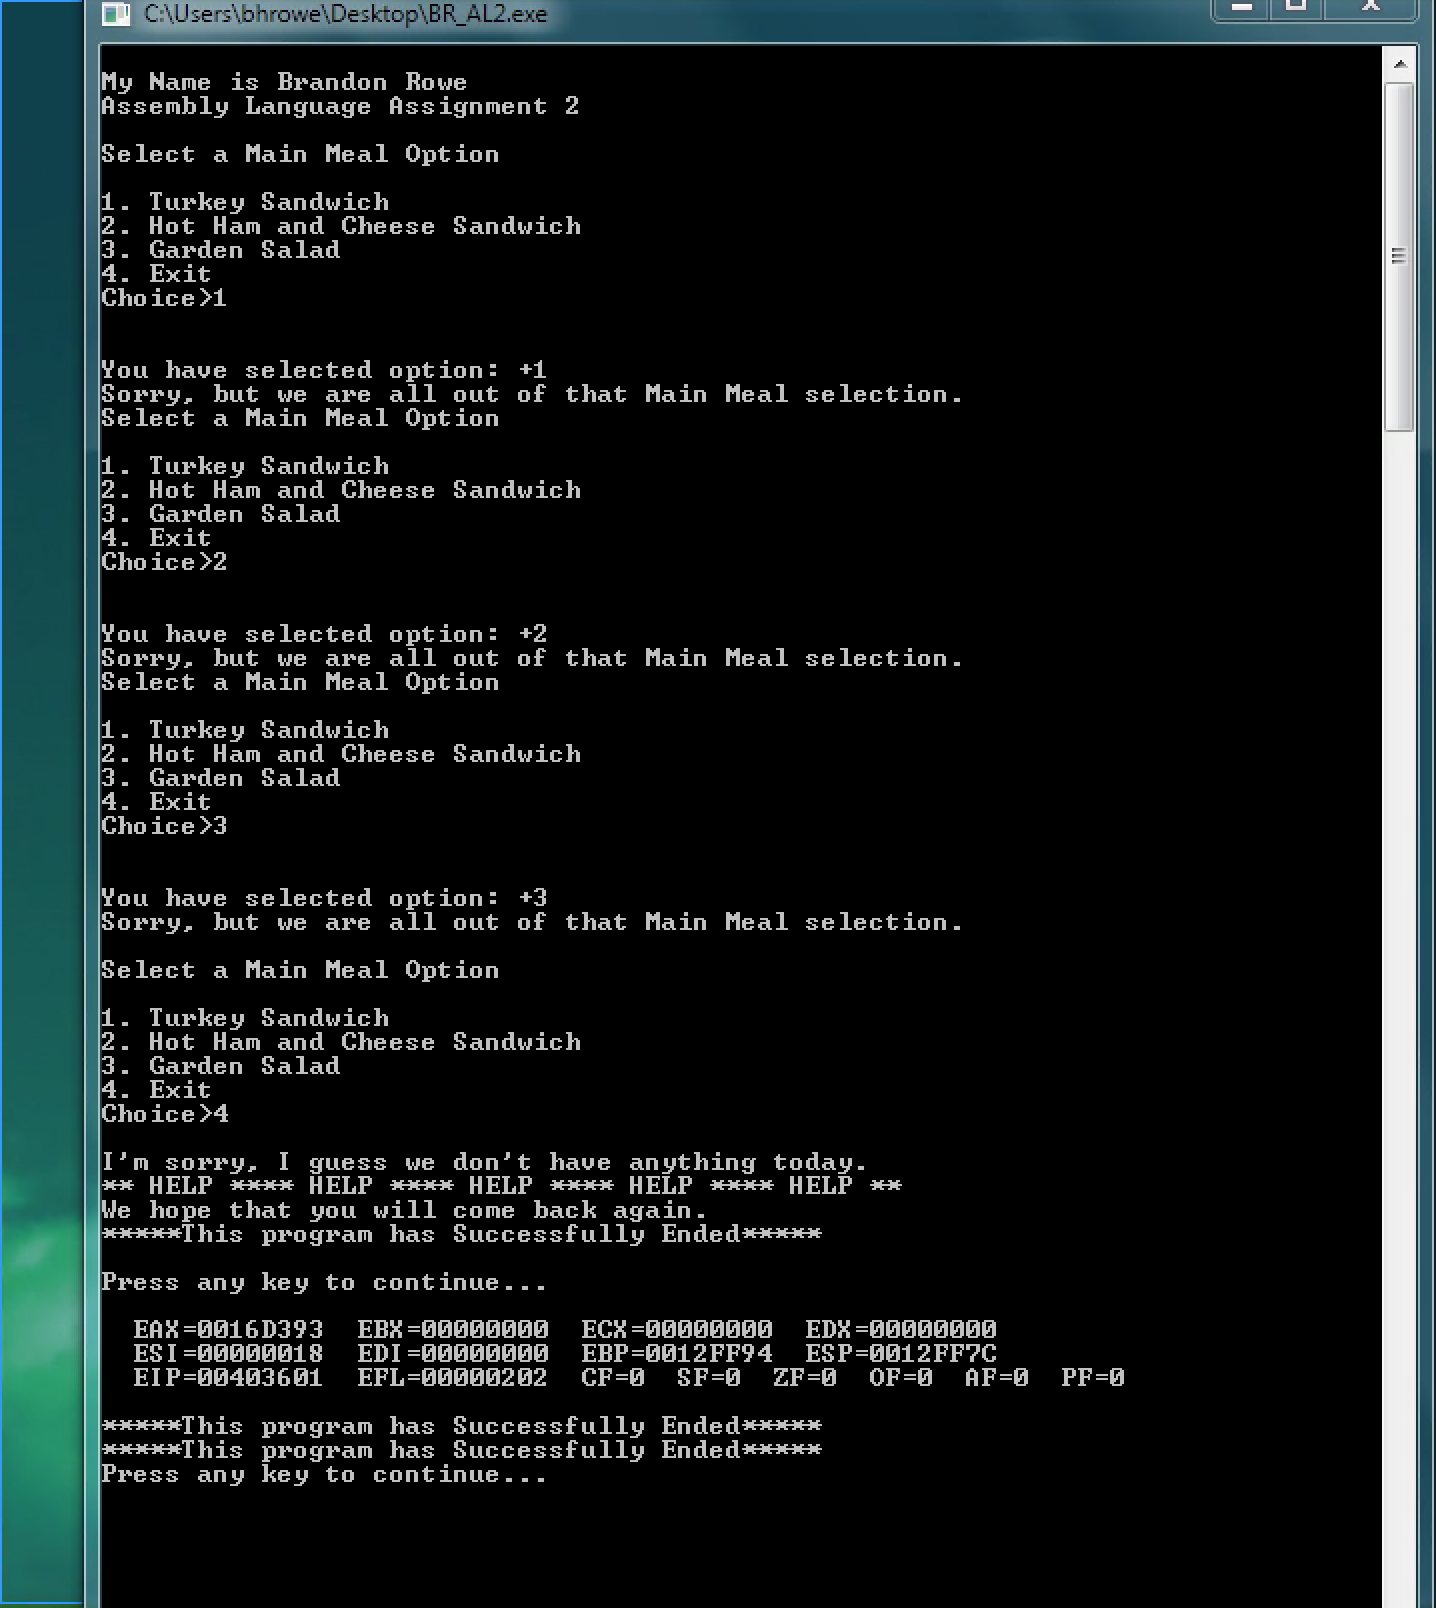 C:\Users\bhrowe\Desktop\BR_AL2.exe
My Name is Brandon Rowe
Assembly Language Assignment 2
Select a Main Meal Option
1. Turkey Sandwich
2. Hot Ham and Cheese Sandwich
3. Garden Salad
4. Exit
Choice>1
You have selected option: +1
Sorry, but we are all out of that Main Meal selection.
Select a Main Meal Option
1. Turkey Sandwich
2. Hot Ham and Cheese Sandwich
3. Garden Salad
4. Exit
Choice>2
You have selected option: +2
Sorry, but we are all out of that Main Meal selection.
Select a Main Meal Option
1. Turkey Sandwich
2. Hot Ham and Cheese Sandwich
3. Garden Salad
4. Exit
Choice>3
You have selected option: +3
Sorry, but we are all out of that Main Meal selection.
Select a Main Meal Option
1. Turkey Sandwich
2. Hot Ham and Cheese Sandwich
3. Garden Salad
4. Exit
Choice>4
I'm sorry, I guess we don't have anything today.
** HELP **** HELP **** HELP **** HELP **** HELP **
We hope that you will come back again.
*****This program has Successfully Ended*****
Press any key to continue...
EAX=0016D393 EBX=00000000 ECX=00000000 EDX=00000000
ESI=00000018 EDI=00000000 EBP=0012FF94 ESP=0012FF7C
EIP=00403601 EFL=00000202 CF=0 SF=0 ZF=0 OF=0 AF=0 PF=0
*****This program has Successfully Ended*****
*****This program has Successfully Ended*****
Press any key to continue...